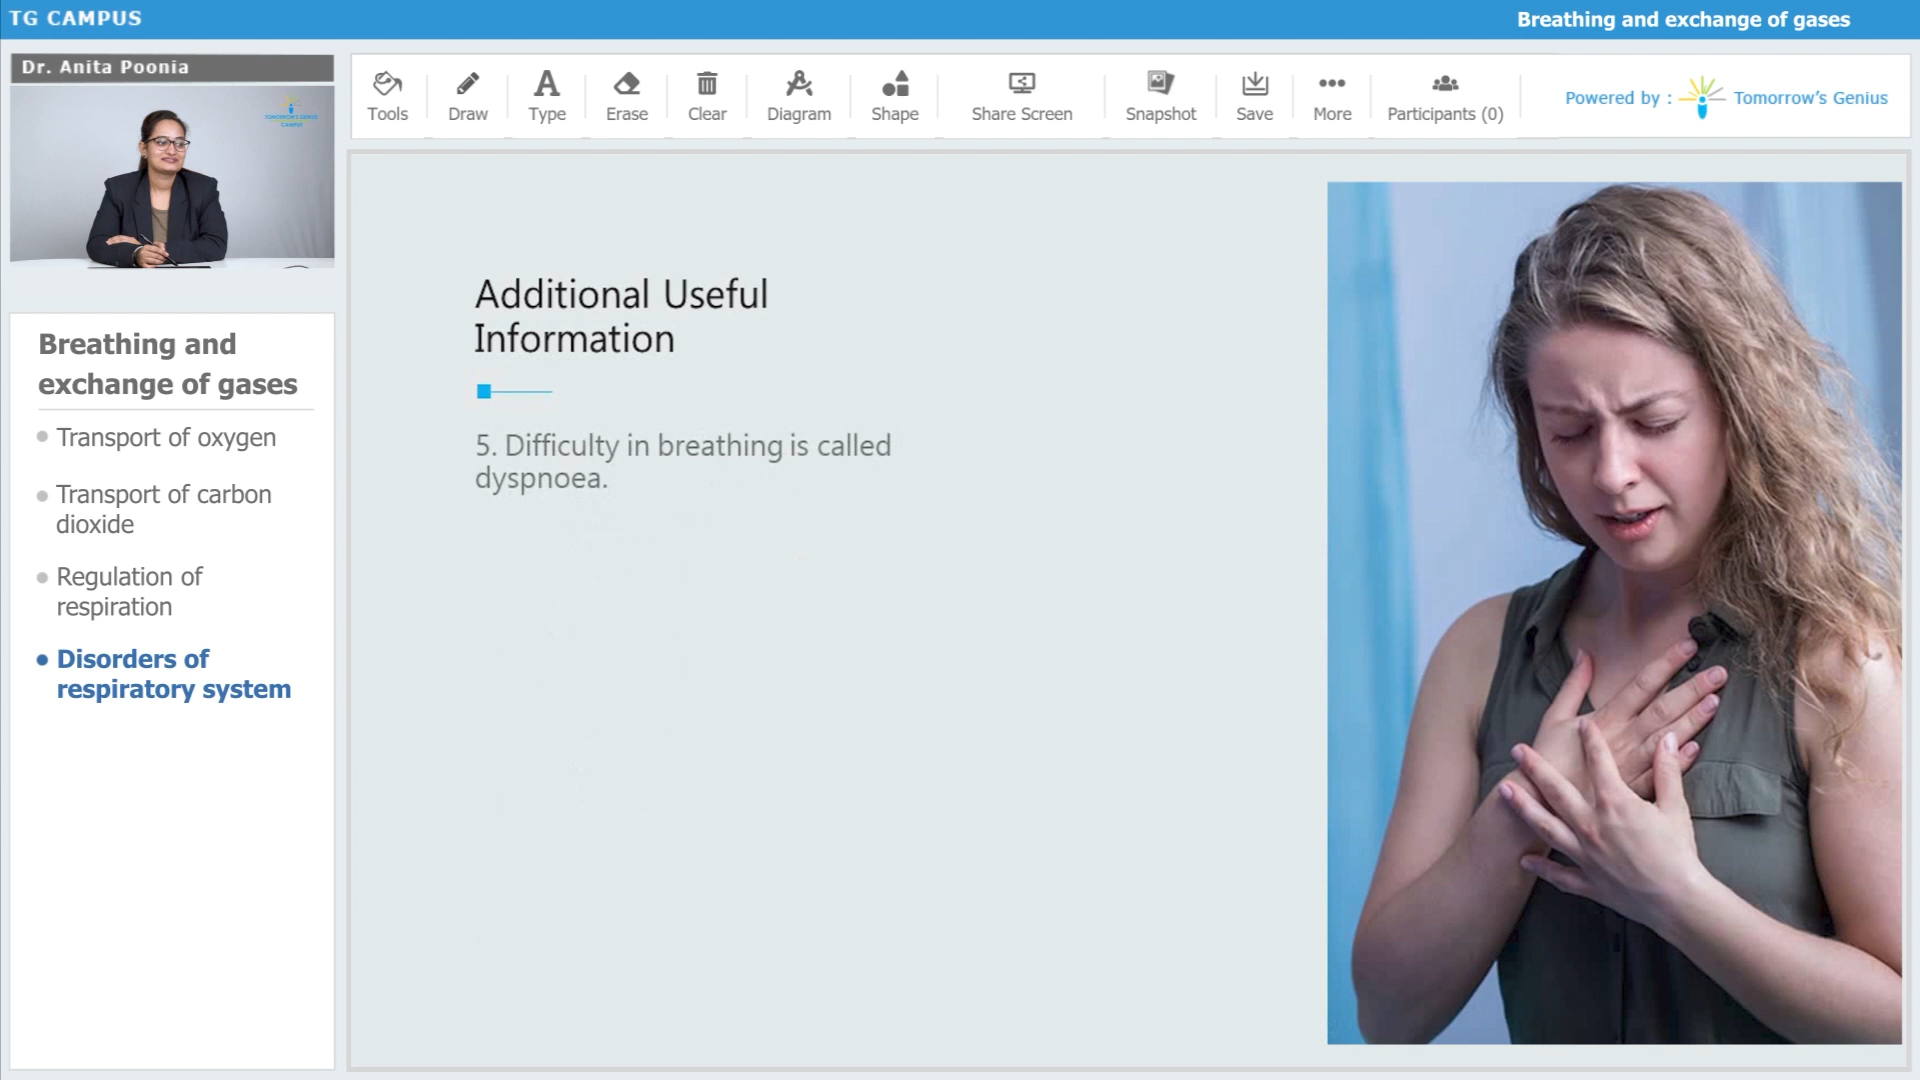 TG CAMPUS
Breathing and exchange of gases
Dr. Anita Poonia
TOMORROW'S GENIUS
CAMPUS
Tools
Draw
Type
Erase
Clear
Diagram
Shape
Share Screen
Snapshot
Save
More
Participants (0)
Powered by : Tomorrow's Genius
Breathing and
exchange of gases
Transport of oxygen
Transport of carbon
dioxide
Regulation of
respiration
Disorders of
respiratory system
Additional Useful
Information
5. Difficulty in breathing is called
dyspnoea.